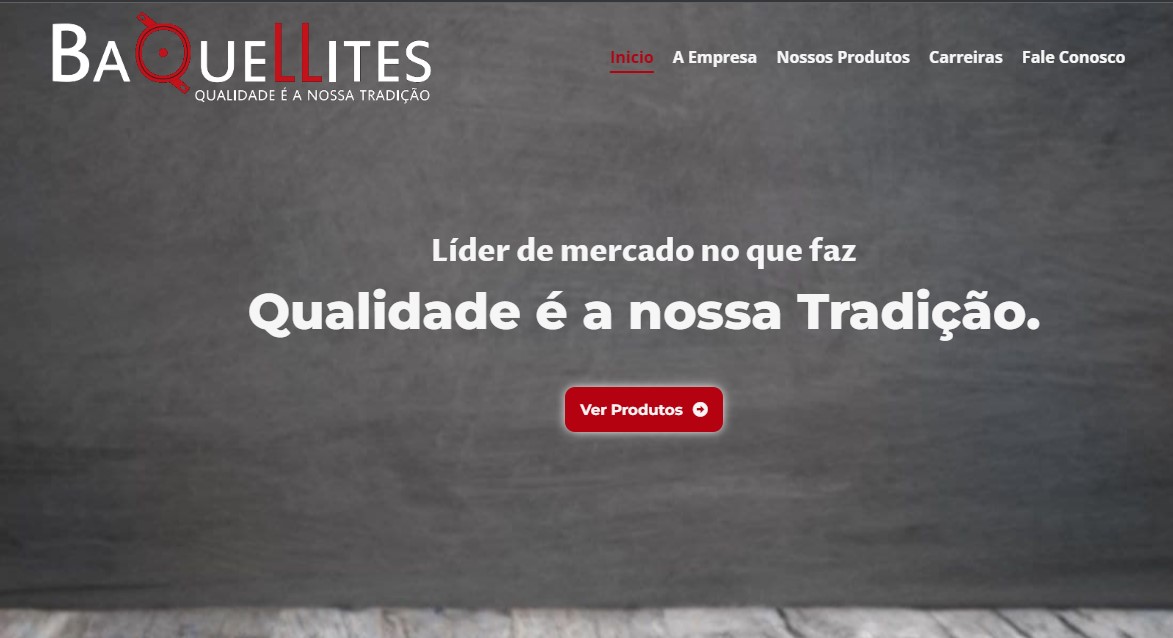 BAQUELLITES
QUALIDADE É A NOSSA TRADIÇÃO
Inicio
A Empresa
Nossos Produtos
Carreiras
Fale Conosco
Líder de mercado no que faz
Qualidade é a nossa Tradição.
Ver Produtos